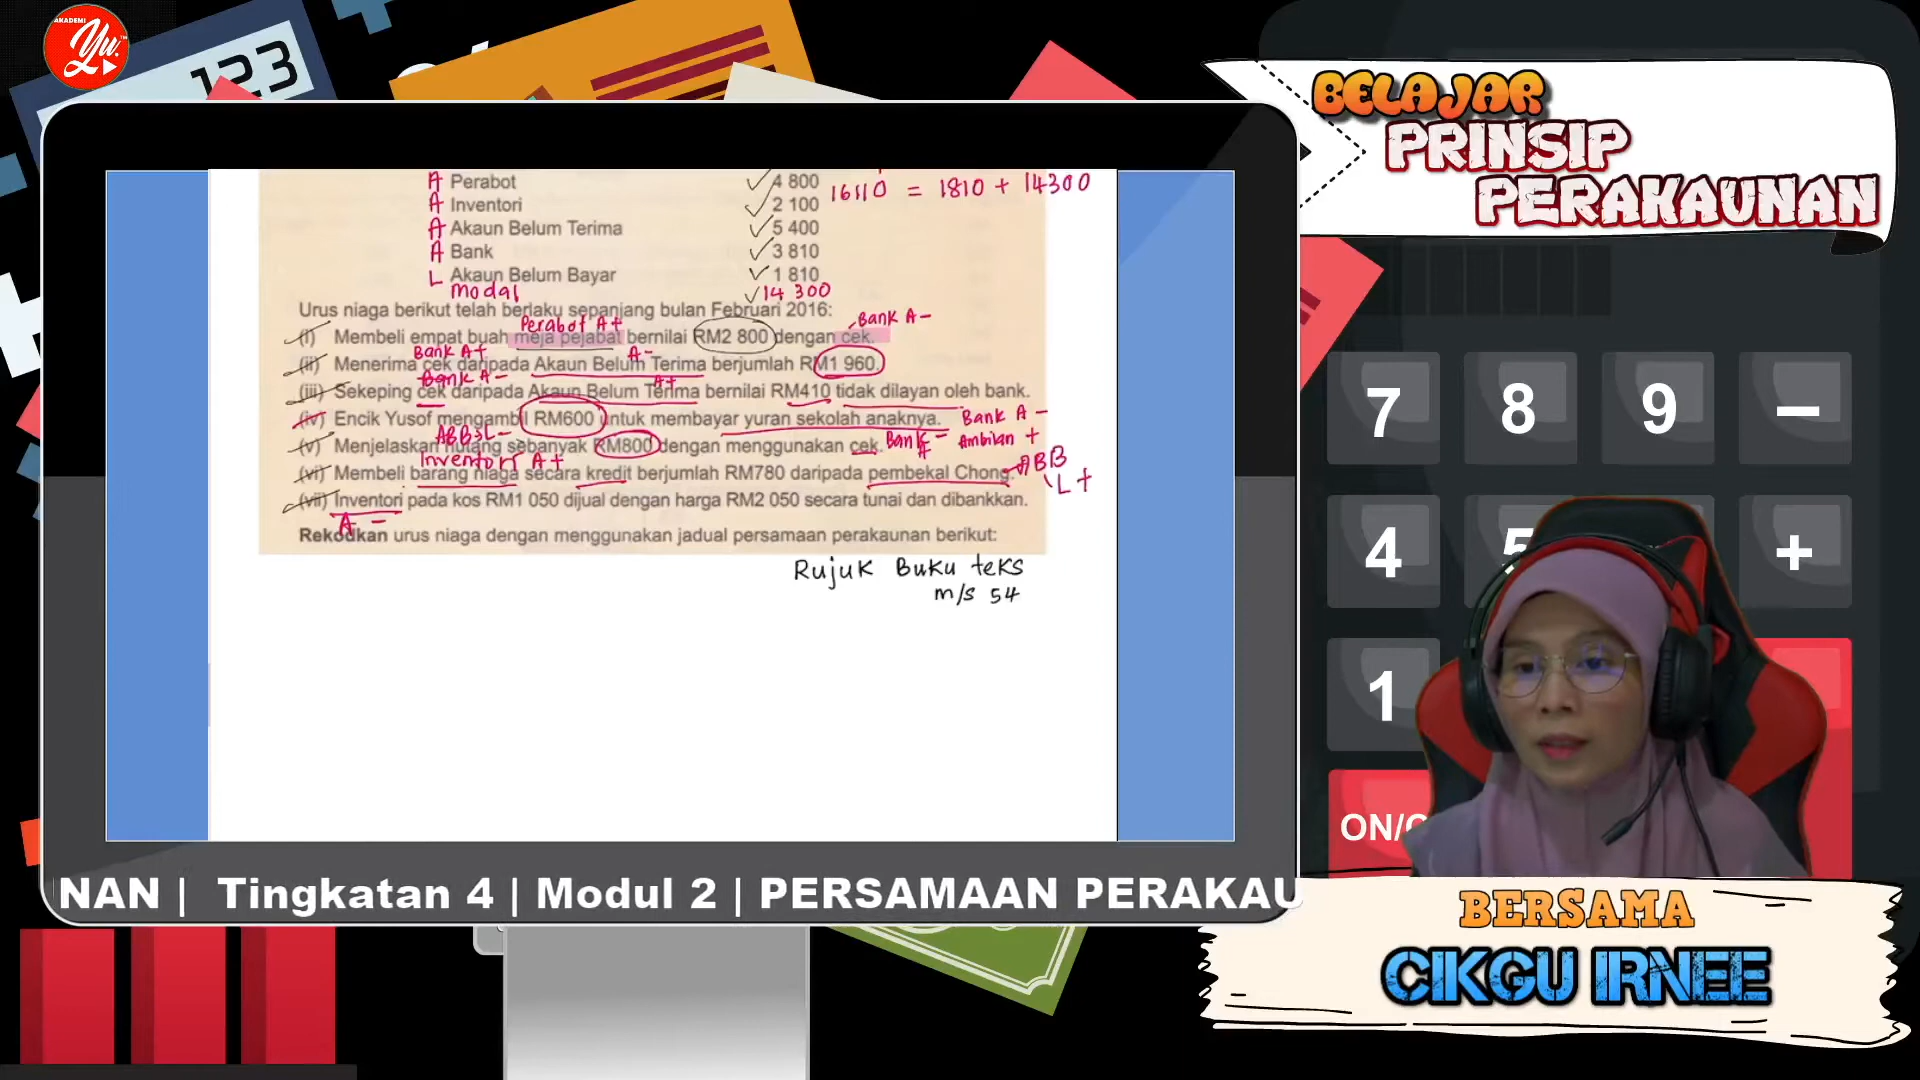 AKADEMI
Yu.
123
BELAJAR
PRINSIP
PERAKAUNAN
A Perabot ✓ 4 800
16110 = 1810 + 14300
A Inventori ✓ 2 100
A Akaun Belum Terima ✓ 5 400
A Bank ✓ 3 810
L Akaun Belum Bayar ✓ 1 810
modal ✓ 14 300
Urus niaga berikut telah berlaku sepanjang bulan Februari 2016:
Perabot A+
Bank A-
(i) Membeli empat buah meja pejabat bernilai RM2 800 dengan cek.
Bank A+ A-
(ii) Menerima cek daripada Akaun Belum Terima berjumlah RM1 960.
Bank A- A+
(iii) Sekeping cek daripada Akaun Belum Terima bernilai RM410 tidak dilayan oleh bank.
(iv) Encik Yusof mengambil RM600 untuk membayar yuran sekolah anaknya. Bank A-
Ambilan +
(v) Menjelaskan hutang sebanyak RM800 dengan menggunakan cek. Bank -
A
Inventori A+
(vi) Membeli barang niaga secara kredit berjumlah RM780 daripada pembekal Chong. ABB
L+
(vii) Inventori pada kos RM1 050 dijual dengan harga RM2 050 secara tunai dan dibankkan.
A -
Rekodkan urus niaga dengan menggunakan jadual persamaan perakaunan berikut:
Rujuk Buku teks
m/s 54
7 8 9 −
4 5 +
1
ON/C
NAN | Tingkatan 4 | Modul 2 | PERSAMAAN PERAKAU
BERSAMA
CIKGU IRNEE